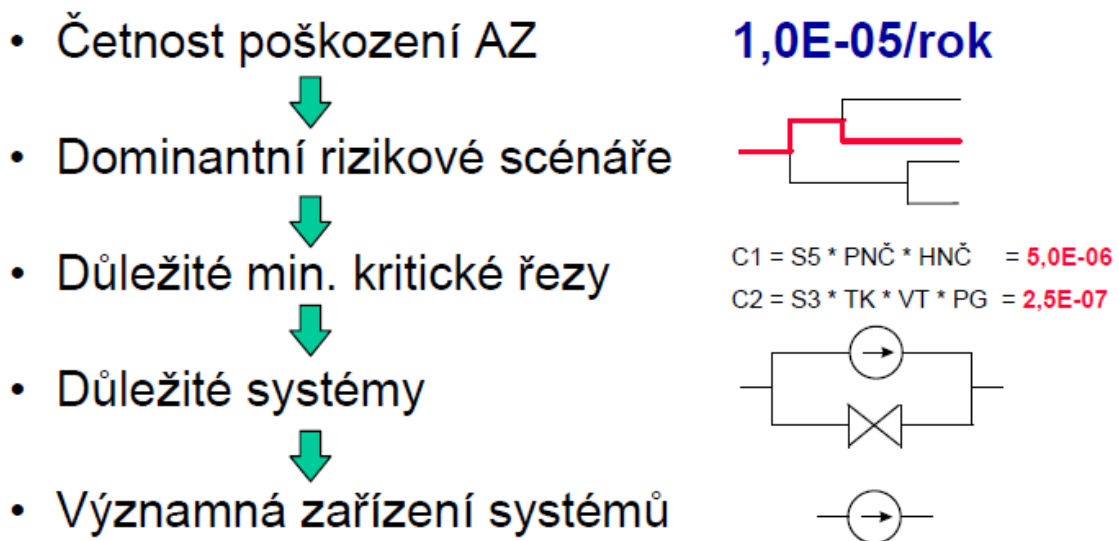 • Četnost poškození AZ 1,0E-05/rok
• Dominantní rizikové scénáře
• Důležité min. kritické řezy
C1 = S5 * PNČ * HNČ = 5,0E-06
C2 = S3 * TK * VT * PG = 2,5E-07
• Důležité systémy
• Významná zařízení systémů